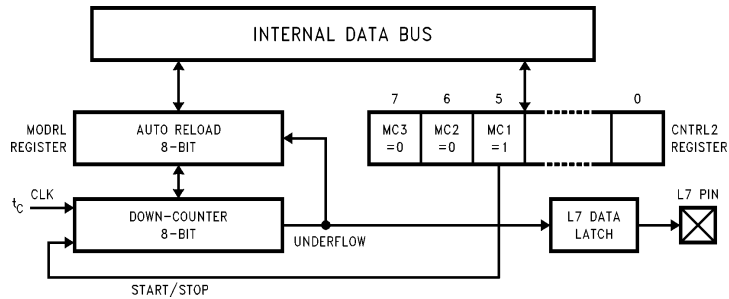 INTERNAL DATA BUS
7 6 5 0
MODRL
REGISTER
AUTO RELOAD
8-BIT
MC3
=0
MC2
=0
MC1
=1
CNTRL2
REGISTER
tC CLK
DOWN-COUNTER
8-BIT
UNDERFLOW
L7 DATA
LATCH
L7 PIN
START/STOP